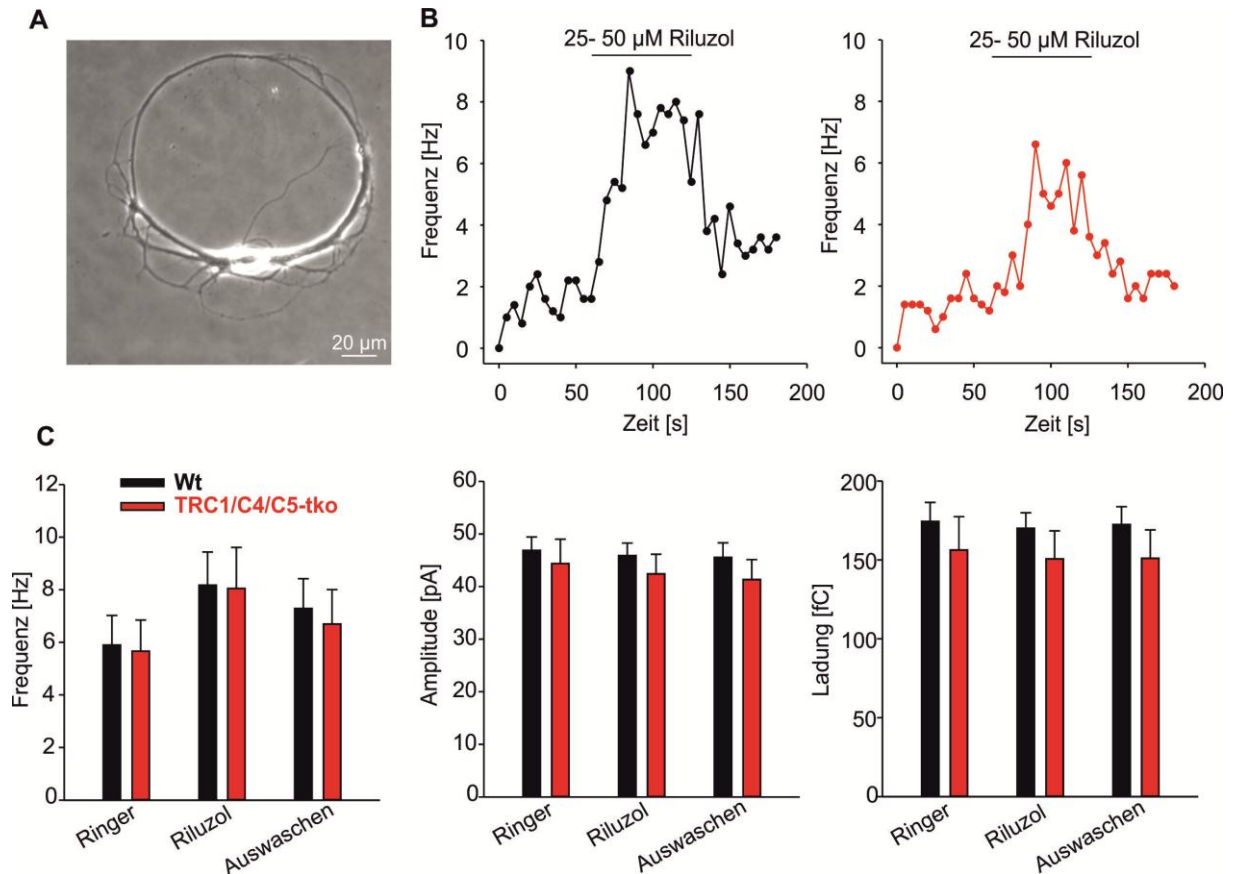 A
20 µm
B
25- 50 µM Riluzol
10
8
6
4
2
0
Frequenz [Hz]
0 50 100 150 200
Zeit [s]
25- 50 µM Riluzol
10
8
6
4
2
0
Frequenz [Hz]
0 50 100 150 200
Zeit [s]
C
Wt
TRC1/C4/C5-tko
12
10
8
6
4
2
0
Frequenz [Hz]
Ringer
Riluzol
Auswaschen
60
50
40
30
20
10
0
Amplitude [pA]
Ringer
Riluzol
Auswaschen
200
150
100
50
0
Ladung [fC]
Ringer
Riluzol
Auswaschen